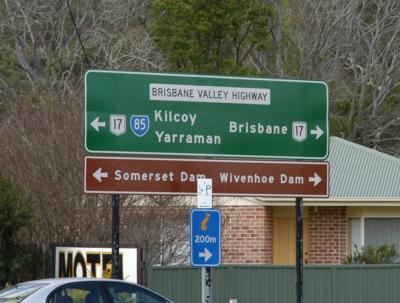 BRISBANE VALLEY HIGHWAY
17 85 Kilcoy
Yarraman
Brisbane 17
Somerset Dam Wivenhoe Dam
P
i
200m
MOTEL